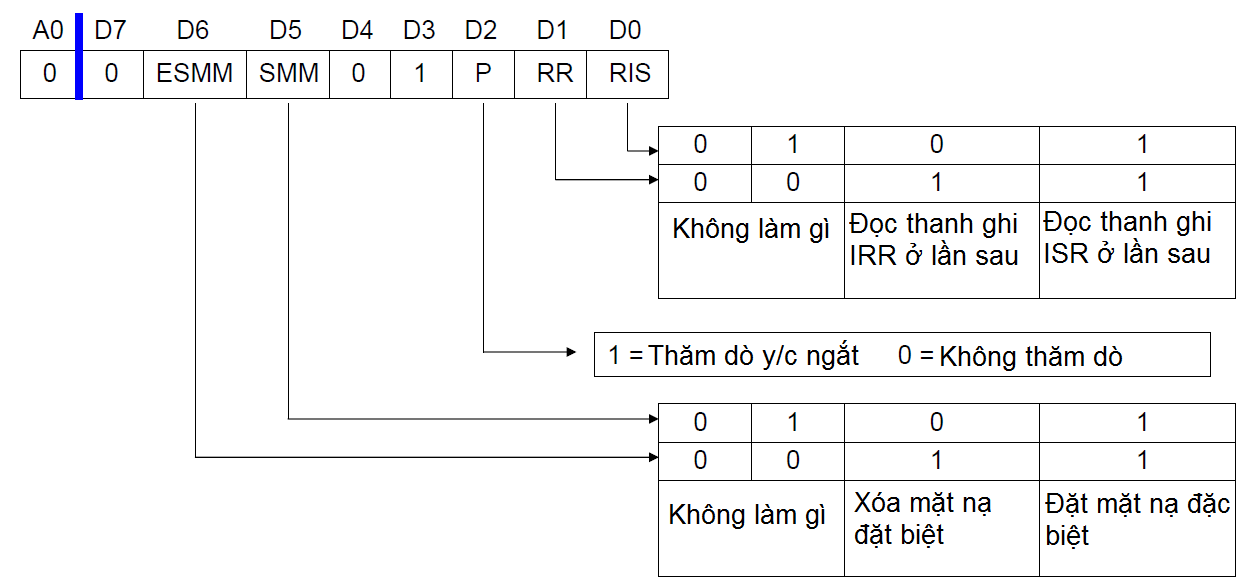 A0 D7 D6 D5 D4 D3 D2 D1 D0
0 0 ESMM SMM 0 1 P RR RIS
0 1 0 1
0 0 1 1
Không làm gì
Đọc thanh ghi
IRR ở lần sau
Đọc thanh ghi
ISR ở lần sau
1 = Thăm dò y/c ngắt 0 = Không thăm dò
0 1 0 1
0 0 1 1
Không làm gì
Xóa mặt nạ
đặt biệt
Đặt mặt nạ đặc
biệt